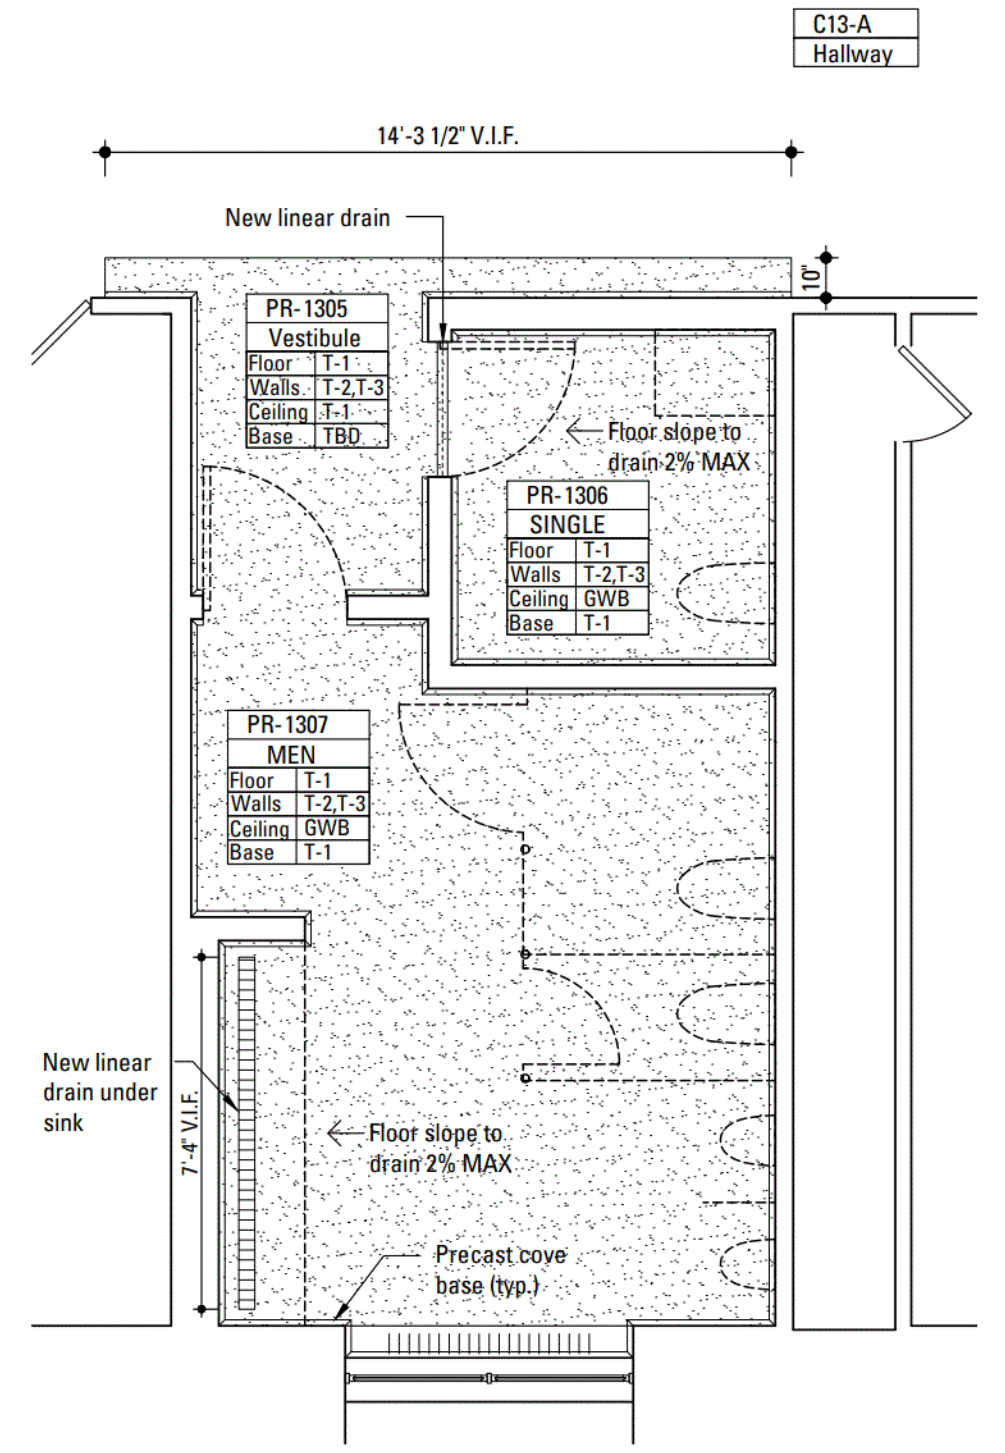 C13-A
Hallway
14'-3 1/2" V.I.F.
New linear drain
10"
PR-1305
Vestibule
Floor T-1
Walls T-2,T-3
Ceiling T-1
Base TBD
Floor slope to
drain 2% MAX
PR-1306
SINGLE
Floor T-1
Walls T-2,T-3
Ceiling GWB
Base T-1
PR-1307
MEN
Floor T-1
Walls T-2,T-3
Ceiling GWB
Base T-1
New linear
drain under
sink
7'-4" V.I.F.
Floor slope to
drain 2% MAX
Precast cove
base (typ.)